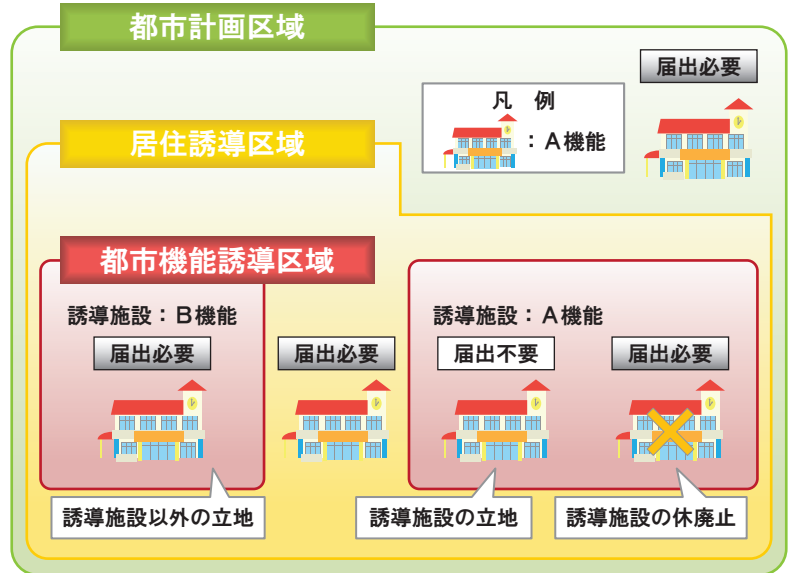 都市計画区域
届出必要
凡 例
：A機能
居住誘導区域
都市機能誘導区域
誘導施設：B機能
届出必要
届出必要
誘導施設：A機能
届出不要
届出必要
誘導施設以外の立地
誘導施設の立地
誘導施設の休廃止